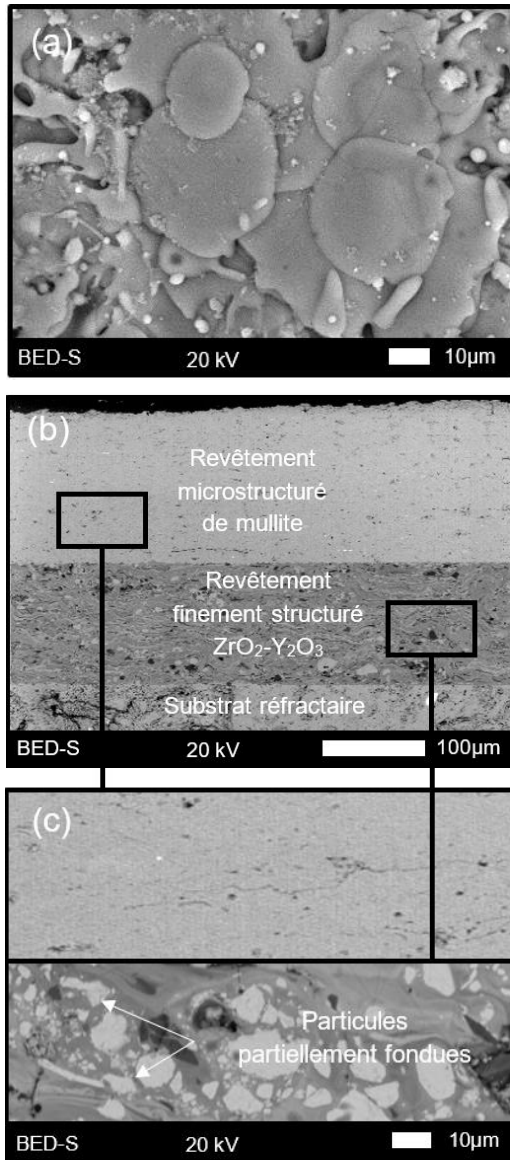 (a)
BED-S 20 kV 10µm
(b)
Revêtement
microstructuré
de mullite
Revêtement
finement structuré
ZrO₂-Y₂O₃
Substrat réfractaire
BED-S 20 kV 100µm
(c)
Particules
partiellement fondues
BED-S 20 kV 10µm